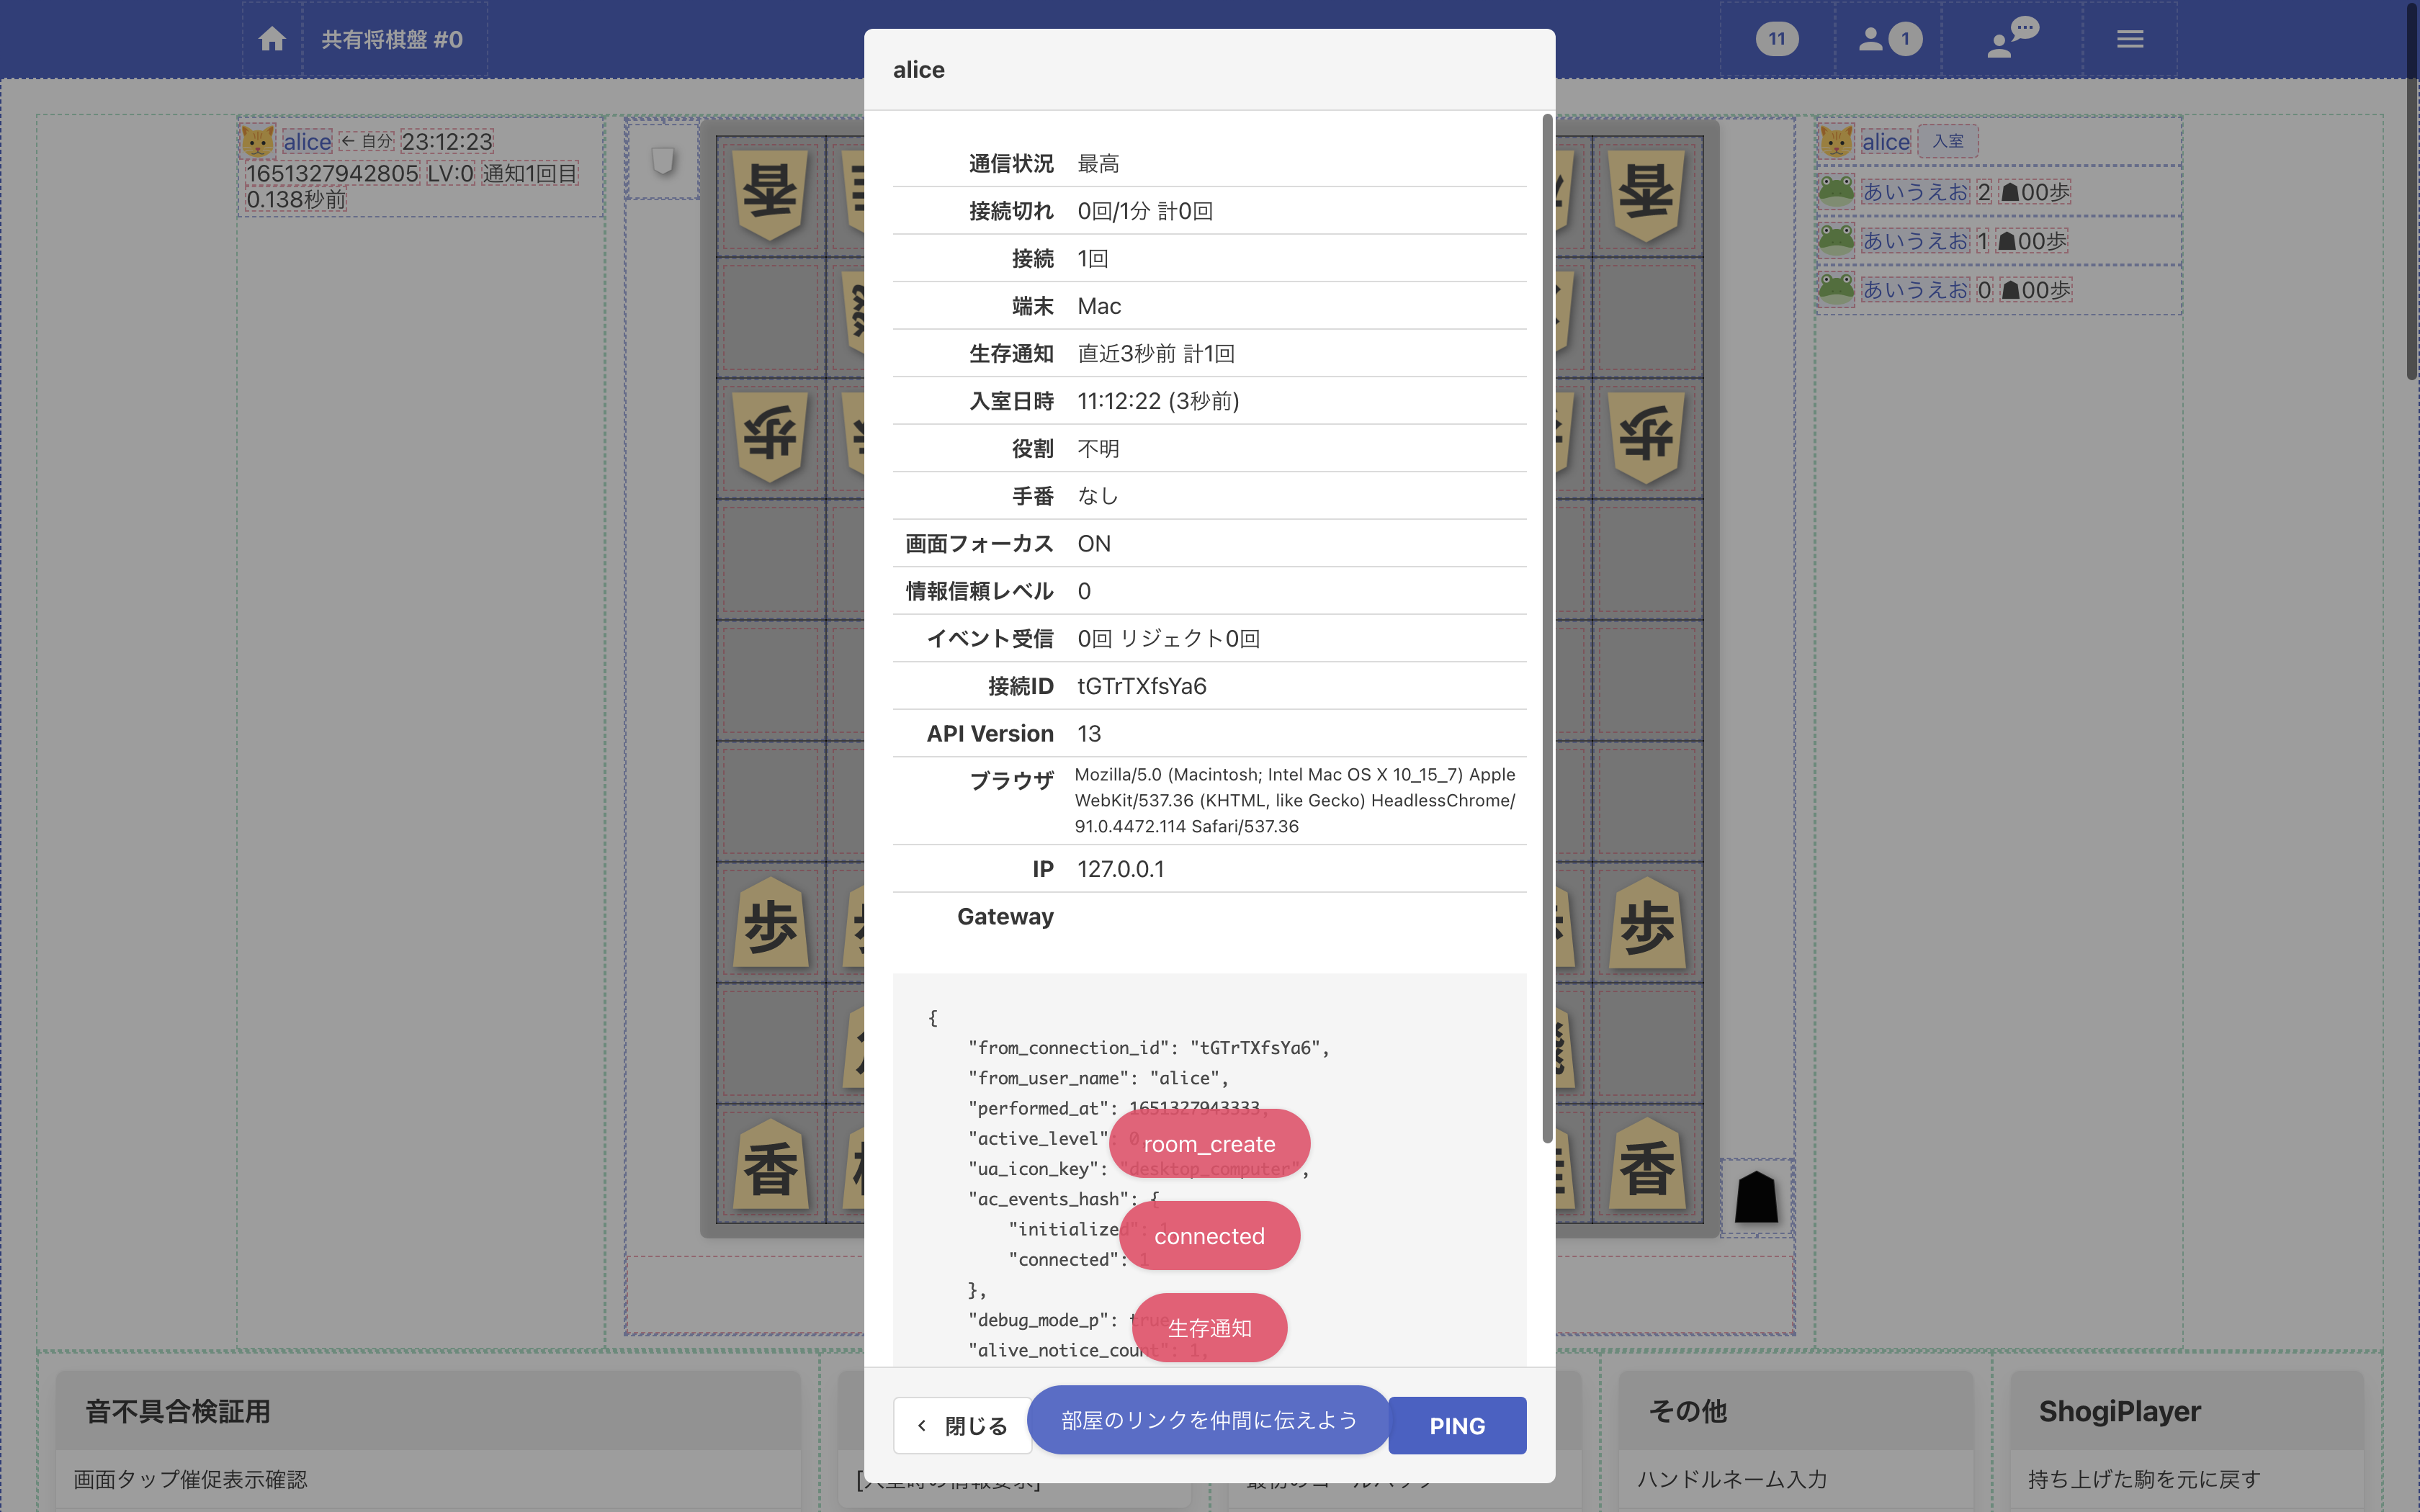 共有将棋盤 #0
11
1
alice ← 自分 23:12:23
1651327942805 LV:0 通知1回目
0.138秒前
alice
通信状況 最高
接続切れ 0回/1分 計0回
接続 1回
端末 Mac
生存通知 直近3秒前 計1回
入室日時 11:12:22 (3秒前)
役割 不明
手番 なし
画面フォーカス ON
情報信頼レベル 0
イベント受信 0回 リジェクト0回
接続ID tGTrTXfsYa6
API Version 13
ブラウザ Mozilla/5.0 (Macintosh; Intel Mac OS X 10_15_7) Apple
WebKit/537.36 (KHTML, like Gecko) HeadlessChrome/
91.0.4472.114 Safari/537.36
IP 127.0.0.1
Gateway
{
"from_connection_id": "tGTrTXfsYa6",
"from_user_name": "alice",
"performed_at": 1651327943333,
"active_level": 0
"ua_icon_key": "desktop_computer",
"ac_events_hash": {
"initialized": 1
"connected": 1
},
"debug_mode_p": true
"alive_notice_count": 1,
room_create
connected
生存通知
閉じる
部屋のリンクを仲間に伝えよう
PING
alice 入室
あいうえお 2 ☗00歩
あいうえお 1 ☗00歩
あいうえお 0 ☗00歩
香
香
歩
歩
歩
歩
香
香
音不具合検証用
画面タップ催促表示確認
その他
ハンドルネーム入力
ShogiPlayer
持ち上げた駒を元に戻す